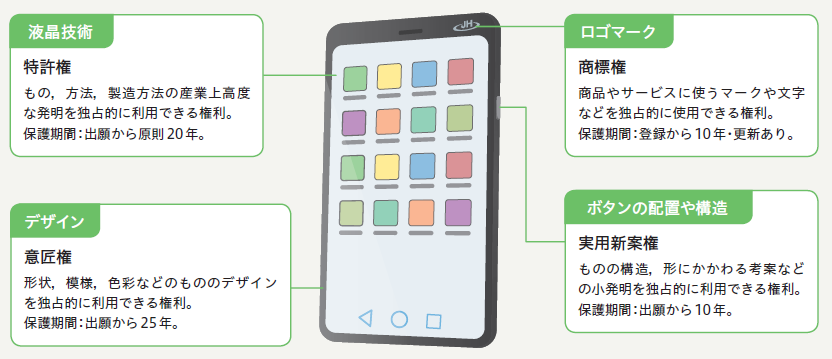 液晶技術
特許権
もの，方法，製造方法の産業上高度
な発明を独占的に利用できる権利。
保護期間：出願から原則20年。
JH
ロゴマーク
商標権
商品やサービスに使うマークや文字
などを独占的に使用できる権利。
保護期間：登録から10年・更新あり。
デザイン
意匠権
形状，模様，色彩などのもののデザイン
を独占的に利用できる権利。
保護期間：出願から25年。
ボタンの配置や構造
実用新案権
ものの構造，形にかかわる考案など
の小発明を独占的に利用できる権利。
保護期間：出願から10年。